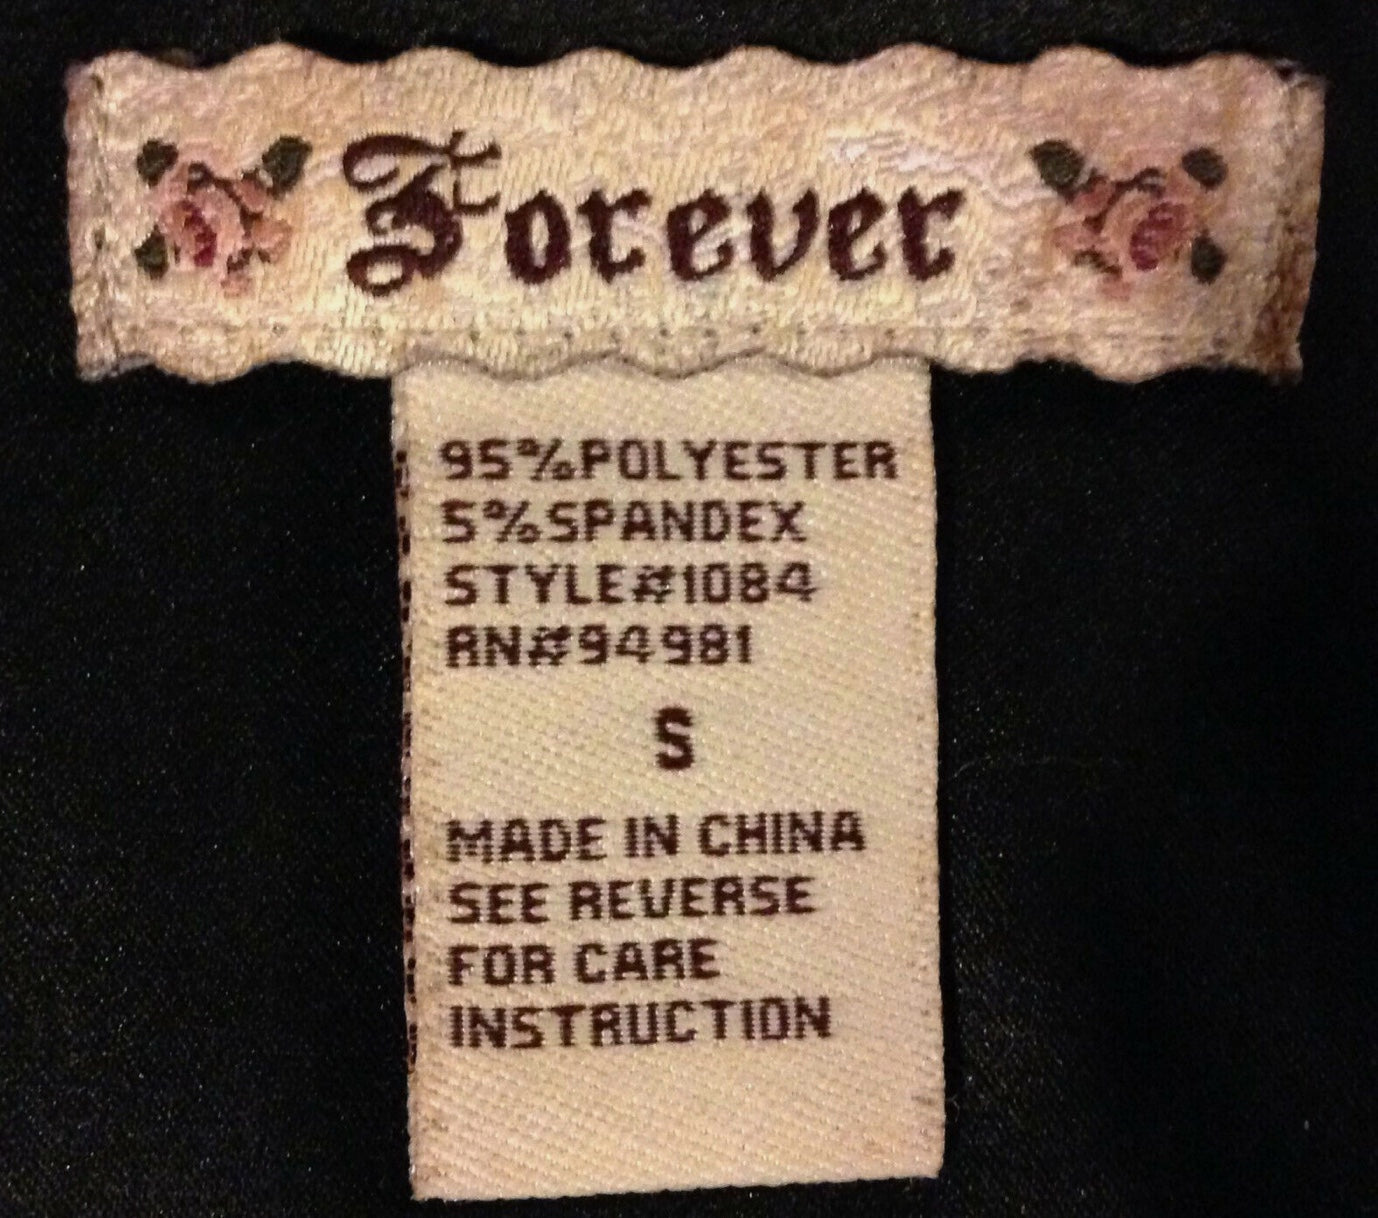 Forever
95%POLYESTER
5%SPANDEX
STYLE#1084
RN#94981
S
MADE IN CHINA
SEE REVERSE
FOR CARE
INSTRUCTION